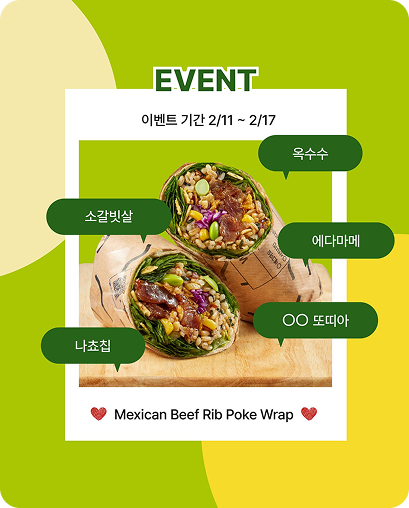 EVENT
이벤트 기간 2/11 ~ 2/17
옥수수
소갈빗살
에다마메
○○ 또띠아
나쵸칩
Mexican Beef Rib Poke Wrap